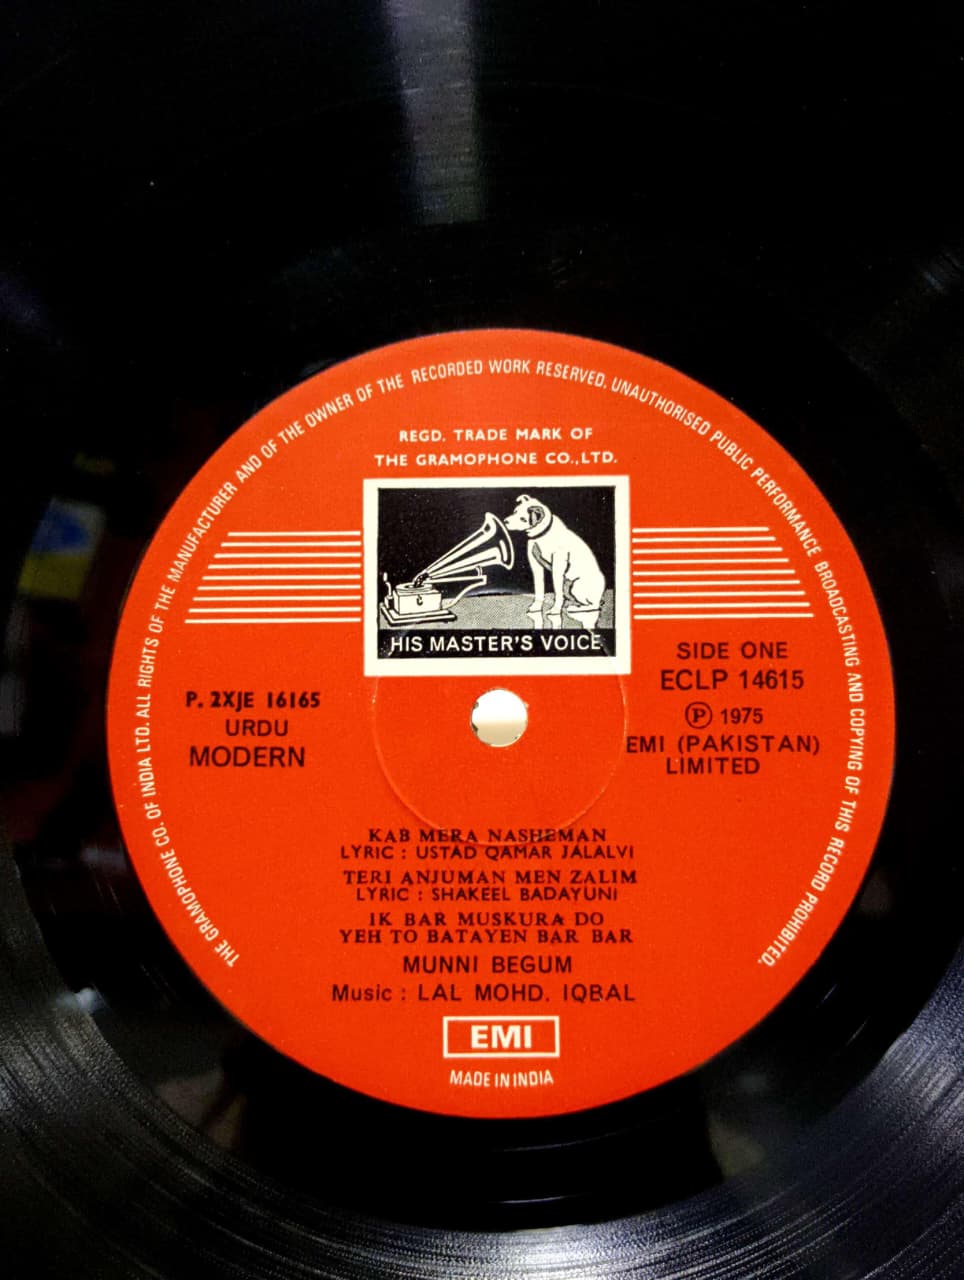 THE GRAMOPHONE CO. OF INDIA LTD. ALL RIGHTS OF THE MANUFACTURER AND OF THE OWNER OF THE RECORDED WORK RESERVED. UNAUTHORISED PUBLIC PERFORMANCE BROADCASTING AND COPYING OF THIS RECORD PROHIBITED.
REGD. TRADE MARK OF
THE GRAMOPHONE CO.,LTD.
HIS MASTER'S VOICE
P. 2XJE 16165
URDU
MODERN
SIDE ONE
ECLP 14615
Ⓟ 1975
EMI (PAKISTAN)
LIMITED
KAB MERA NASHEMAN
LYRIC : USTAD QAMAR JALALVI
TERI ANJUMAN MEN ZALIM
LYRIC : SHAKEEL BADAYUNI
IK BAR MUSKURA DO
YEH TO BATAYEN BAR BAR
MUNNI BEGUM
Music : LAL MOHD. IQBAL
EMI
MADE IN INDIA